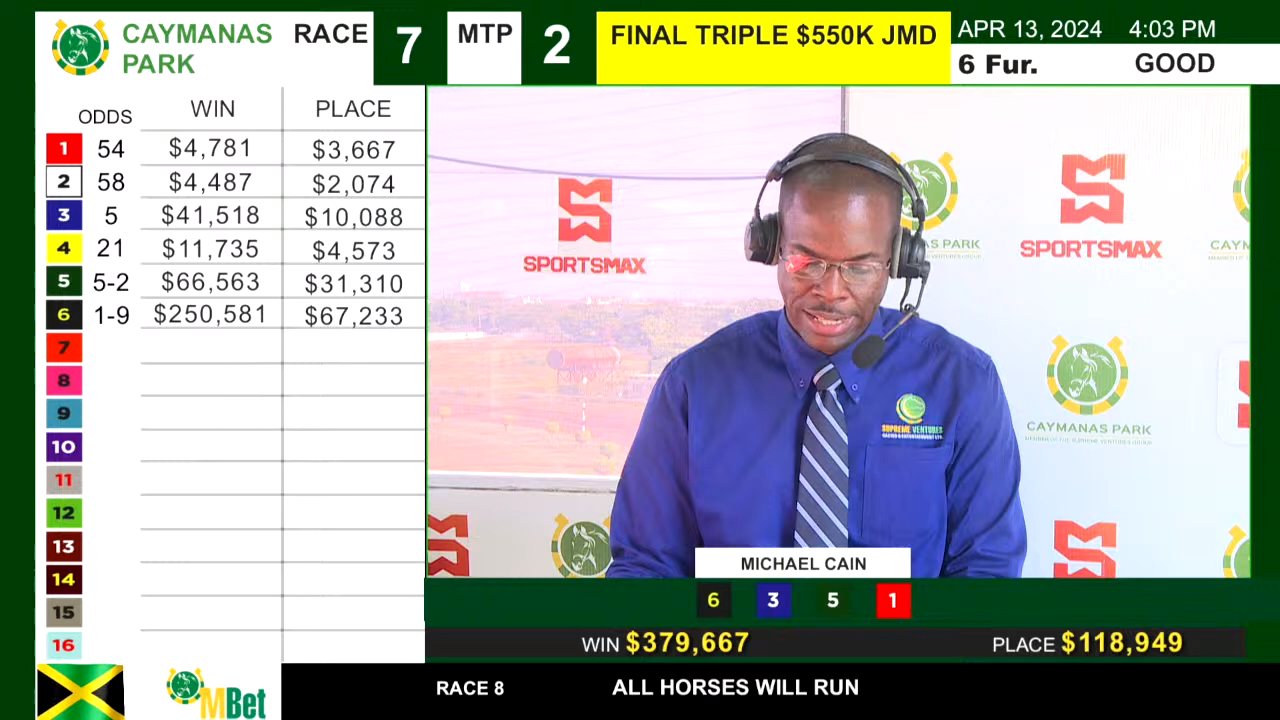 CAYMANAS
PARK
RACE 7
MTP 2
FINAL TRIPLE $550K JMD
APR 13, 2024 4:03 PM
6 Fur. GOOD
ODDS WIN PLACE
1 54 $4,781 $3,667
2 58 $4,487 $2,074
3 5 $41,518 $10,088
4 21 $11,735 $4,573
5 5-2 $66,563 $31,310
6 1-9 $250,581 $67,233
7
8
9
10
11
12
13
14
15
16
SPORTSMAX
SPORTSMAX
CAYMANAS PARK
SUPREME VENTURES
MICHAEL CAIN
6 3 5 1
WIN $379,667 PLACE $118,949
MBet
RACE 8 ALL HORSES WILL RUN